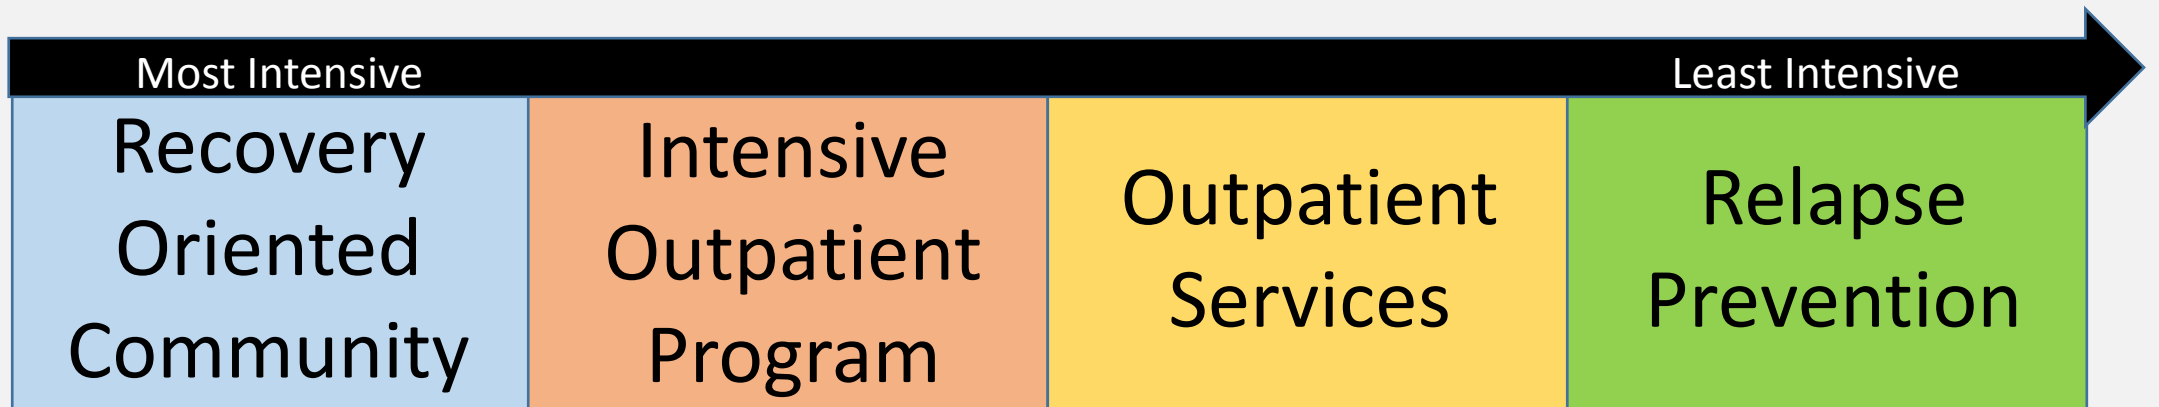 Most Intensive
Least Intensive
Recovery
Oriented
Community
Intensive
Outpatient
Program
Outpatient
Services
Relapse
Prevention